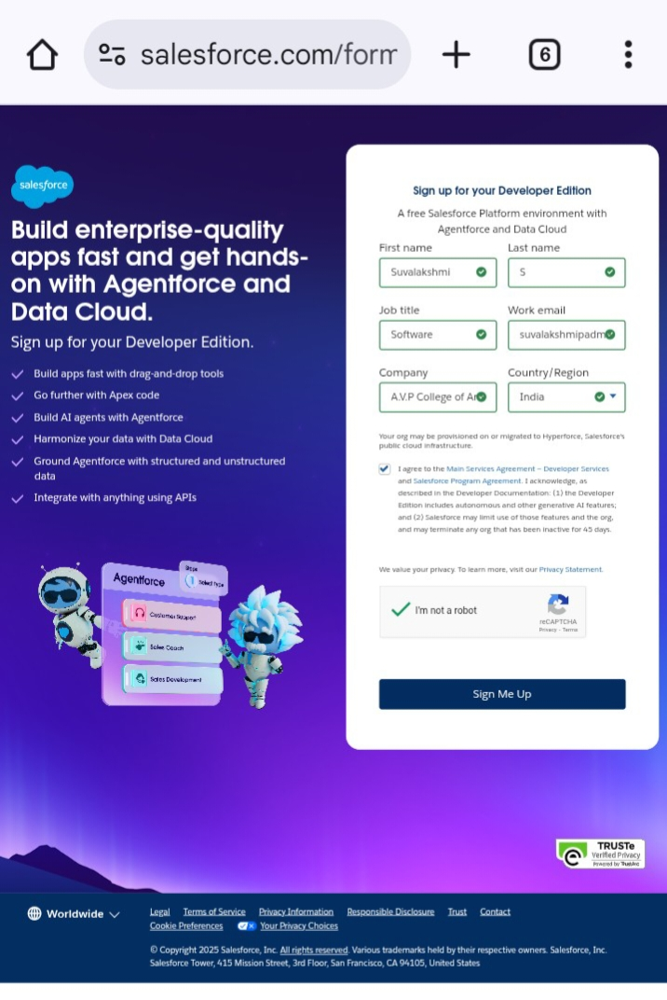 salesforce.com/form
6
salesforce
Build enterprise-quality
apps fast and get hands-
on with Agentforce and
Data Cloud.
Sign up for your Developer Edition.
Build apps fast with drag-and-drop tools
Go further with Apex code
Build AI agents with Agentforce
Harmonize your data with Data Cloud
Ground Agentforce with structured and unstructured
data
Integrate with anything using APIs
Agentforce
Steps
1 Select Type
Customer Support
Sales Coach
Sales Development
Sign up for your Developer Edition
A free Salesforce Platform environment with
Agentforce and Data Cloud
First name Last name
Suvalakshmi S
Job title Work email
Software suvalakshmipadm
Company Country/Region
A.V.P College of Ar India
Your org may be provisioned on or migrated to Hyperforce, Salesforce's
public cloud infrastructure.
I agree to the Main Services Agreement – Developer Services
and Salesforce Program Agreement. I acknowledge, as
described in the Developer Documentation: (1) the Developer
Edition includes autonomous and other generative AI features;
and (2) Salesforce may limit use of those features and the org,
and may terminate any org that has been inactive for 45 days.
We value your privacy. To learn more, visit our Privacy Statement.
I'm not a robot
reCAPTCHA
Privacy - Terms
Sign Me Up
TRUSTe
Verified Privacy
Powered by TrustArc
Worldwide
Legal Terms of Service Privacy Information Responsible Disclosure Trust Contact
Cookie Preferences Your Privacy Choices
© Copyright 2025 Salesforce, Inc. All rights reserved. Various trademarks held by their respective owners. Salesforce, Inc.
Salesforce Tower, 415 Mission Street, 3rd Floor, San Francisco, CA 94105, United States